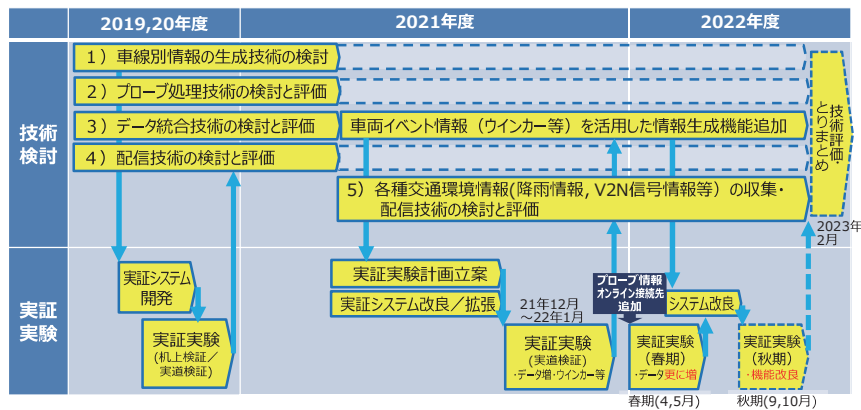 2019,20年度
2021年度
2022年度
技術
検討
1）車線別情報の生成技術の検討
2）プローブ処理技術の検討と評価
3）データ統合技術の検討と評価
車両イベント情報（ウインカー等）を活用した情報生成機能追加
4）配信技術の検討と評価
5）各種交通環境情報(降雨情報, V2N信号情報等）の収集・
配信技術の検討と評価
技術評価・
とりまとめ
2023年
2月
実証
実験
実証システム
開発
実証実験
(机上検証／
実道検証)
実証実験計画立案
実証システム改良／拡張
21年12月
～22年1月
実証実験
(実道検証)
・データ増・ウインカー等
プローブ情報
オンライン接続先
追加
システム改良
実証実験
(春期)
・データ更に増
春期(4,5月)
実証実験
(秋期)
・機能改良
秋期(9,10月)